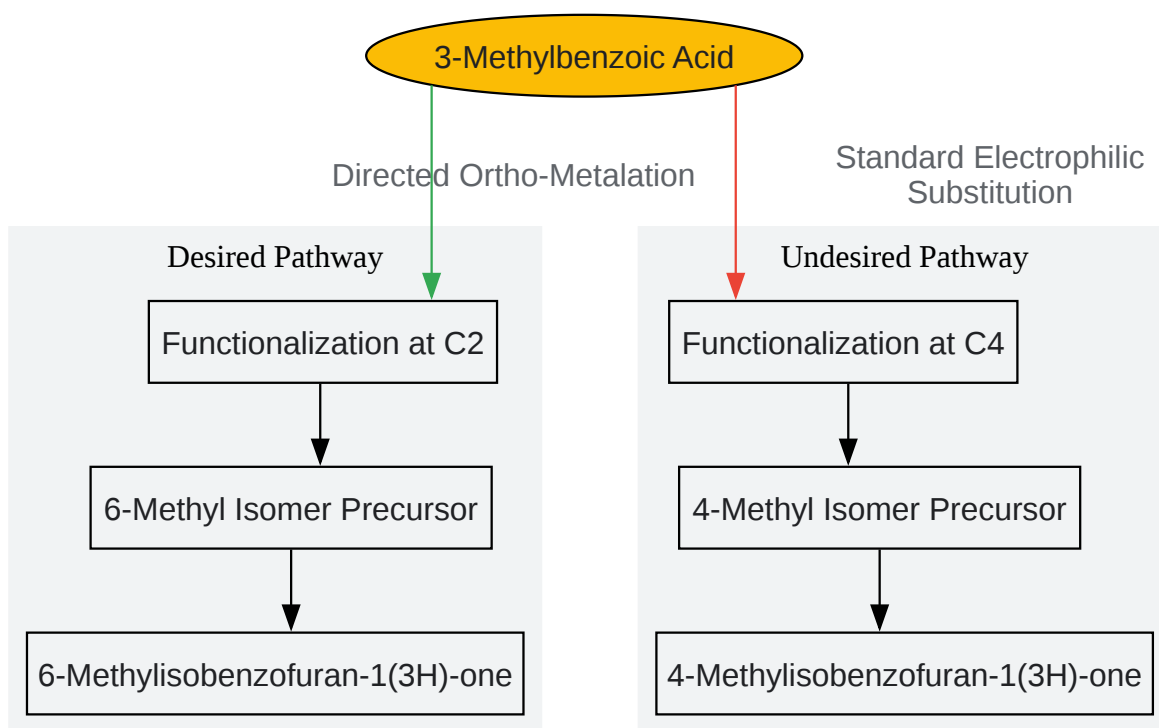 3-Methylbenzoic Acid
Directed Ortho-Metalation
Standard Electrophilic
Substitution
Desired Pathway
Undesired Pathway
Functionalization at C2
Functionalization at C4
6-Methyl Isomer Precursor
4-Methyl Isomer Precursor
6-Methylisobenzofuran-1(3H)-one
4-Methylisobenzofuran-1(3H)-one